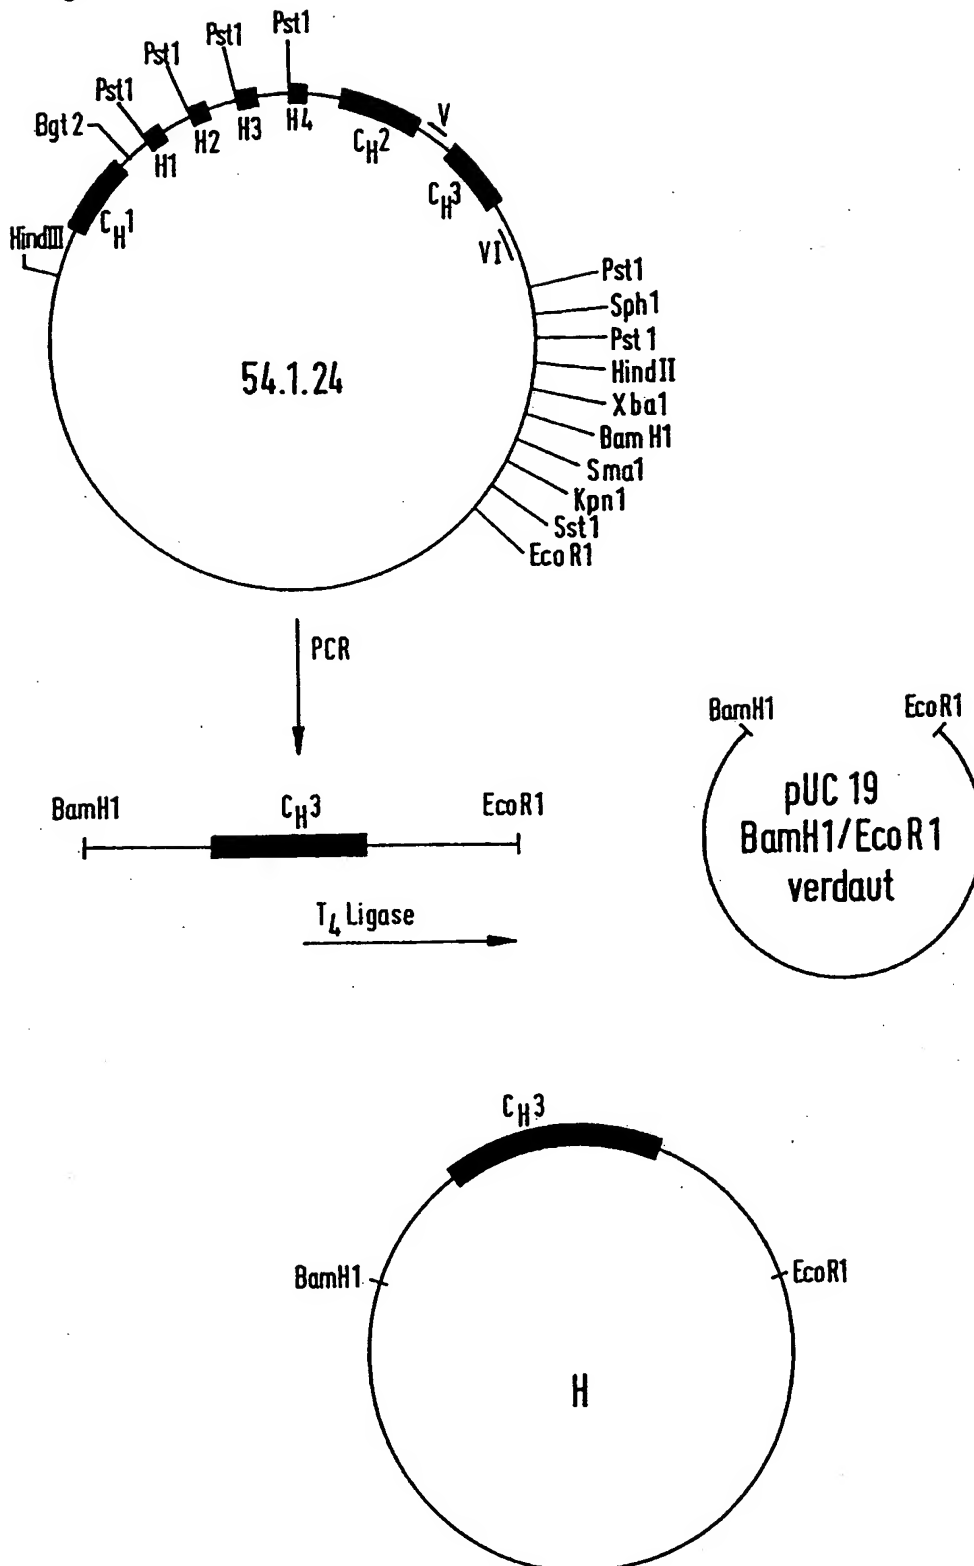 Pst1
Pst1
Pst1
Pst1
Bgt2
H1
H2
H3
H4
CH2
V
CH3
VI
CH1
HindIII
54.1.24
Pst1
Sph1
Pst1
HindII
Xba1
BamH1
Sma1
Kpn1
Sst1
EcoR1
PCR
BamH1
CH3
EcoR1
T4 Ligase
BamH1
EcoR1
pUC 19
BamH1/EcoR1
verdaut
CH3
BamH1
EcoR1
H